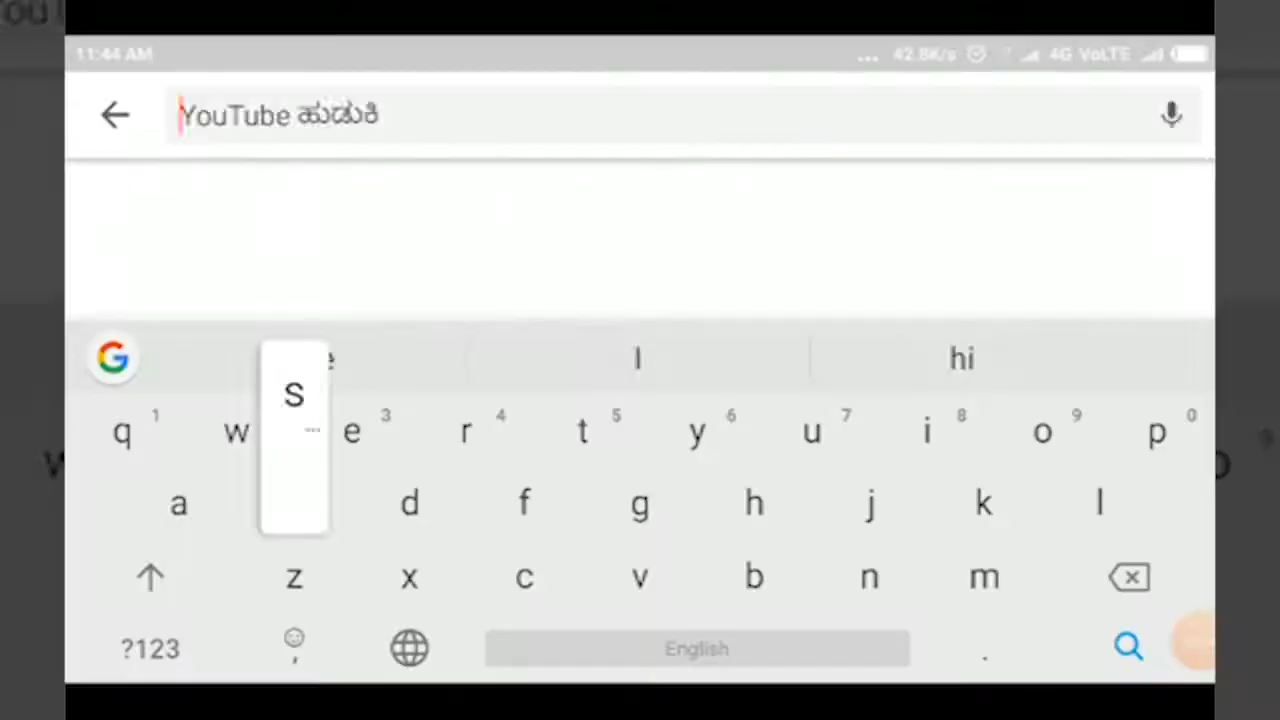 11:44 AM ... 42.8K/s 4G VoLTE
YouTube ಹುಡುಕಿ
I hi
q 1 w e 3 r 4 t 5 y 6 u 7 i 8 o 9 p 0
S
a d f g h j k l
z x c v b n m
?123 , English .